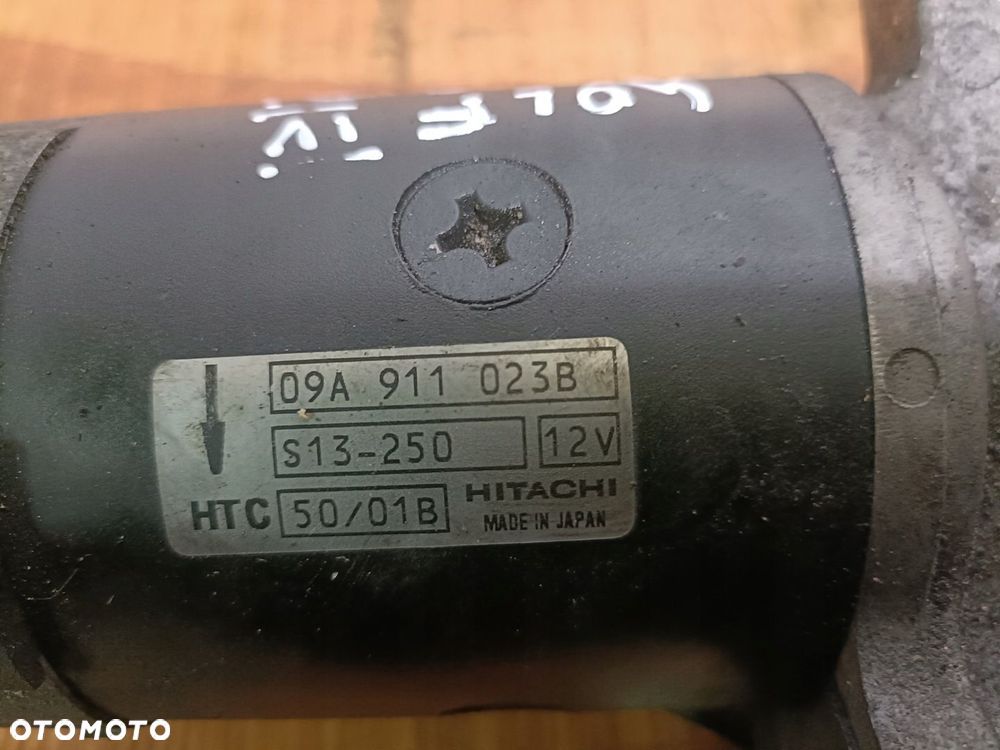 GOLF IV
09A 911 023B
S13-250 12V
HTC 50/01B HITACHI
MADE IN JAPAN
OTOMOTO